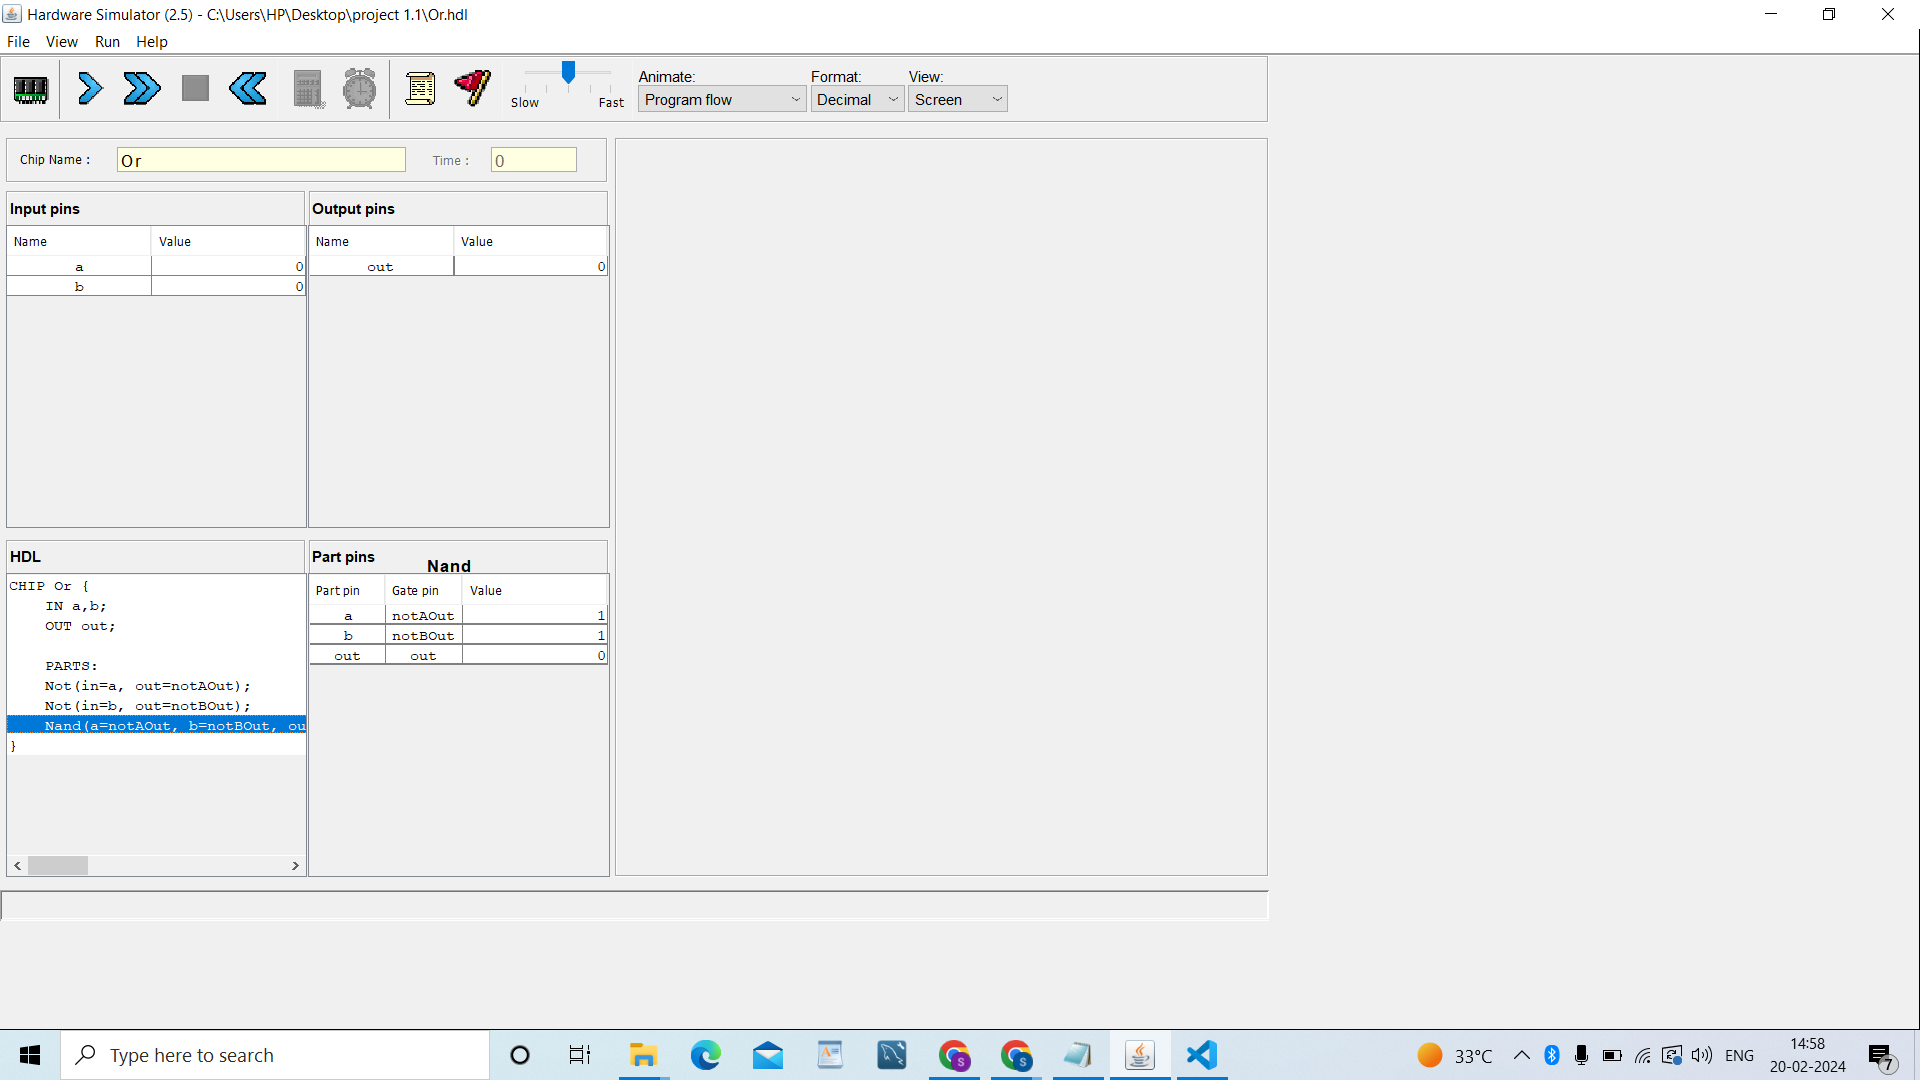 Hardware Simulator (2.5) - C:\Users\HP\Desktop\project 1.1\Or.hdl
File View Run Help
Slow Fast
Animate: Format: View:
Program flow Decimal Screen
Chip Name : Or Time : 0
Input pins
Name Value
a 0
b 0
Output pins
Name Value
out 0
HDL
CHIP Or {
    IN a,b;
    OUT out;
    PARTS:
    Not(in=a, out=notAOut);
    Not(in=b, out=notBOut);
    Nand(a=notAOut, b=notBOut, ou
}
Part pins Nand
Part pin Gate pin Value
a notAOut 1
b notBOut 1
out out 0
Type here to search
33°C
ENG
14:58
20-02-2024
7